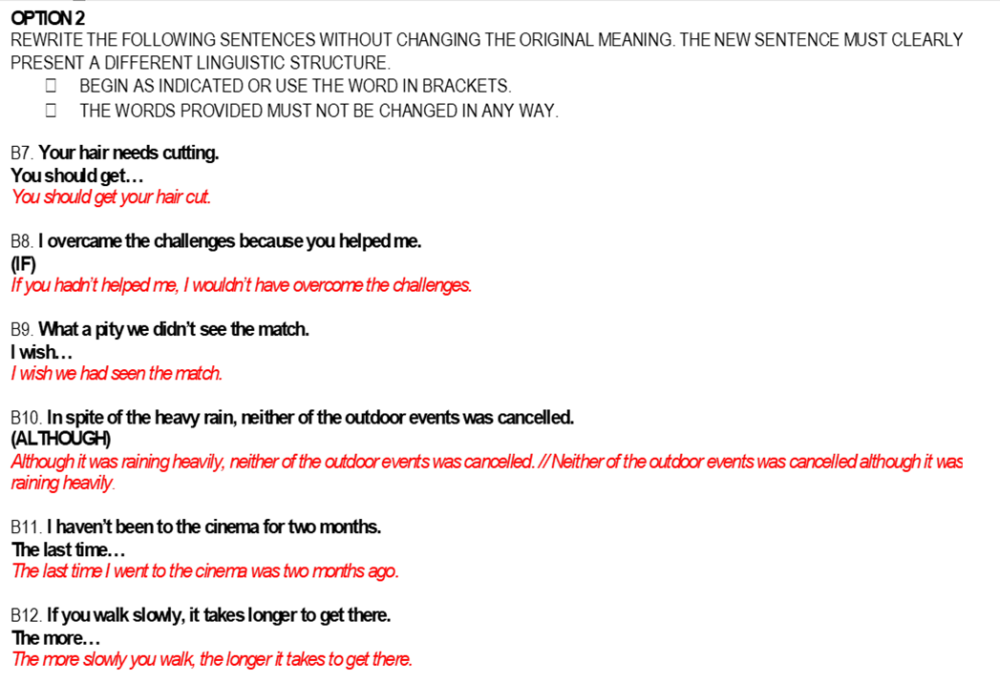 OPTION 2
REWRITE THE FOLLOWING SENTENCES WITHOUT CHANGING THE ORIGINAL MEANING. THE NEW SENTENCE MUST CLEARLY
PRESENT A DIFFERENT LINGUISTIC STRUCTURE.
BEGIN AS INDICATED OR USE THE WORD IN BRACKETS.
THE WORDS PROVIDED MUST NOT BE CHANGED IN ANY WAY.
B7. Your hair needs cutting.
You should get…
You should get your hair cut.
B8. I overcame the challenges because you helped me.
(IF)
If you hadn't helped me, I wouldn't have overcome the challenges.
B9. What a pity we didn't see the match.
I wish…
I wish we had seen the match.
B10. In spite of the heavy rain, neither of the outdoor events was cancelled.
(ALTHOUGH)
Although it was raining heavily, neither of the outdoor events was cancelled. // Neither of the outdoor events was cancelled although it was
raining heavily.
B11. I haven't been to the cinema for two months.
The last time…
The last time I went to the cinema was two months ago.
B12. If you walk slowly, it takes longer to get there.
The more…
The more slowly you walk, the longer it takes to get there.